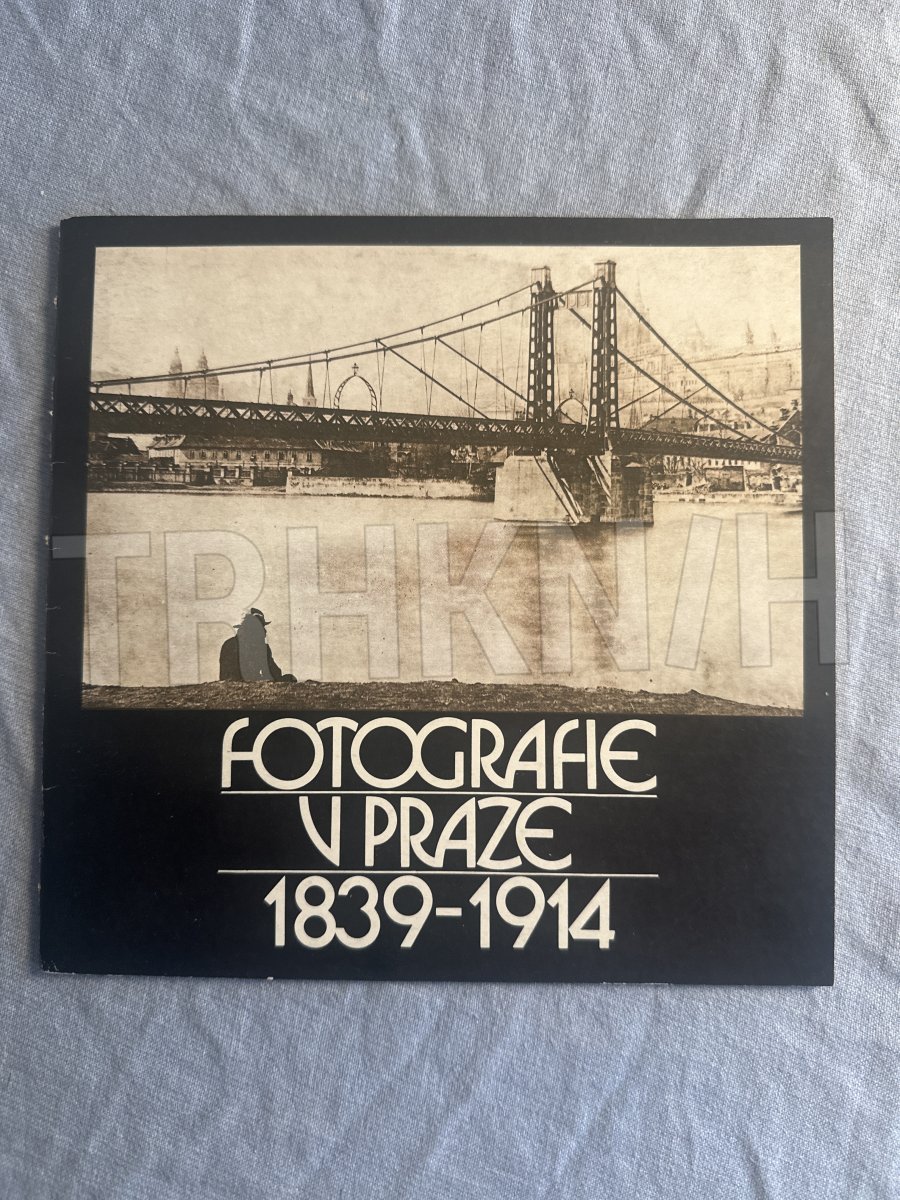 TRHKNIH
FOTOGRAFIE
V PRAZE
1839-1914